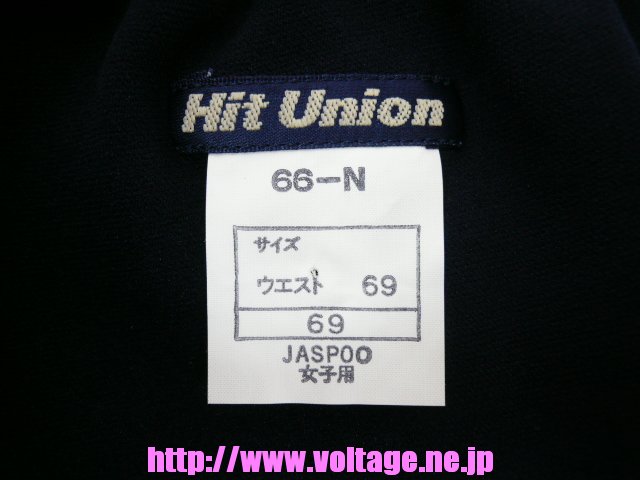 Hit Union
66-N
サイズ
ウエスト 69
69
JASPOO
女子用
http://www.voltage.ne.jp